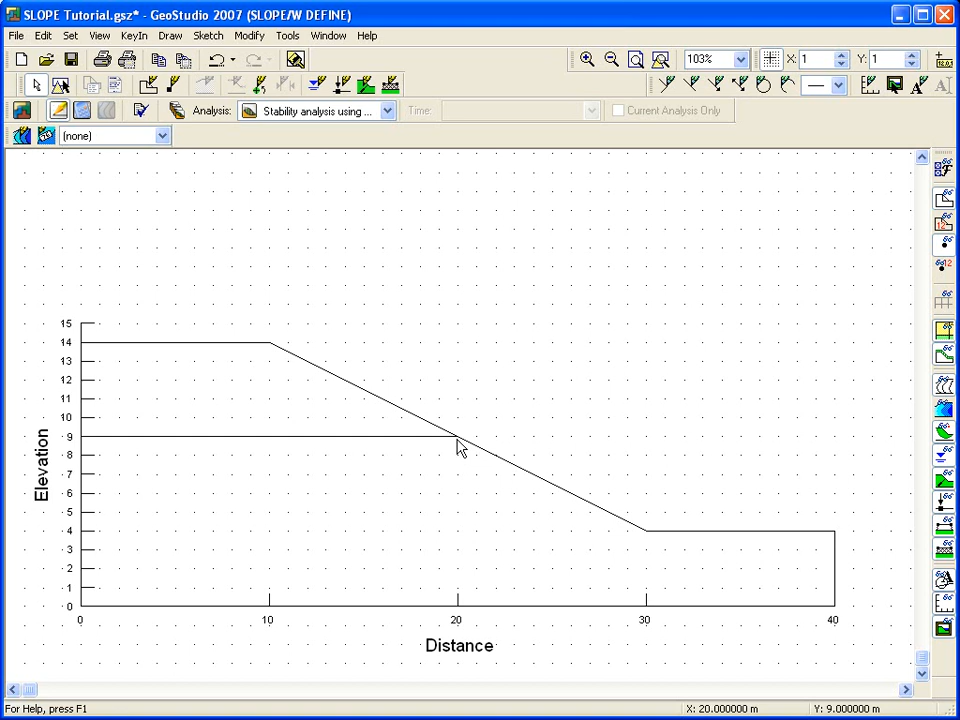 SLOPE Tutorial.gsz* - GeoStudio 2007 (SLOPE/W DEFINE)
File Edit Set View KeyIn Draw Sketch Modify Tools Window Help
103% X: 1 Y: 1
Analysis: Stability analysis using ... Time: Current Analysis Only
(none)
15
14
13
12
11
10
9
8
7
6
5
4
3
2
1
0
Elevation
0 10 20 30 40
Distance
For Help, press F1 X: 20.000000 m Y: 9.000000 m